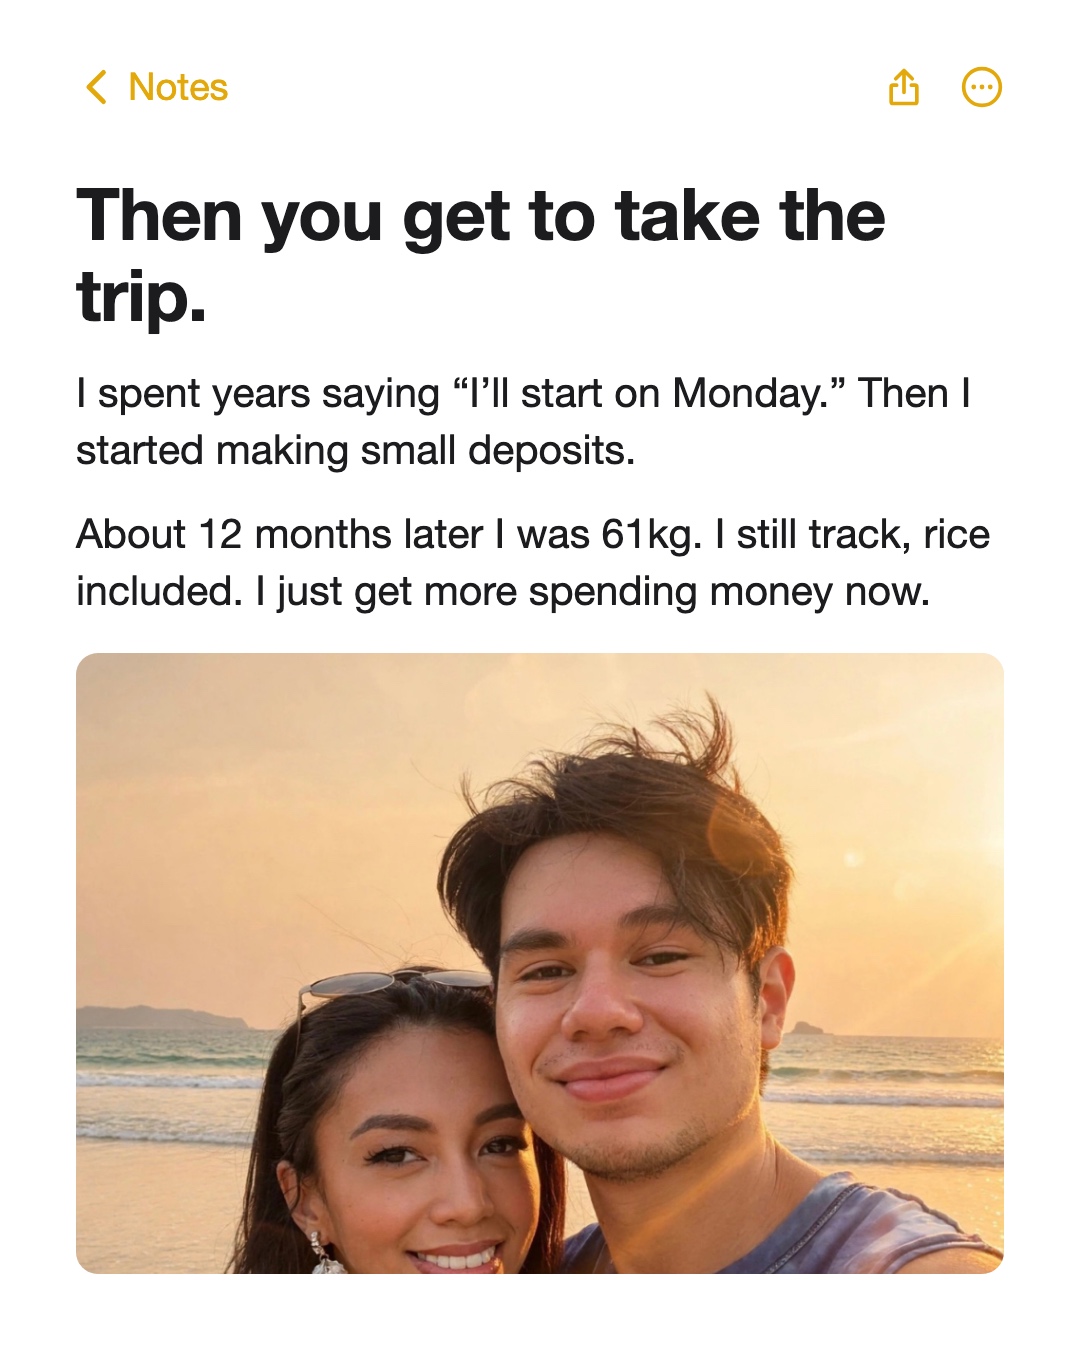 Notes
Then you get to take the
trip.
I spent years saying “I’ll start on Monday.” Then I
started making small deposits.
About 12 months later I was 61kg. I still track, rice
included. I just get more spending money now.